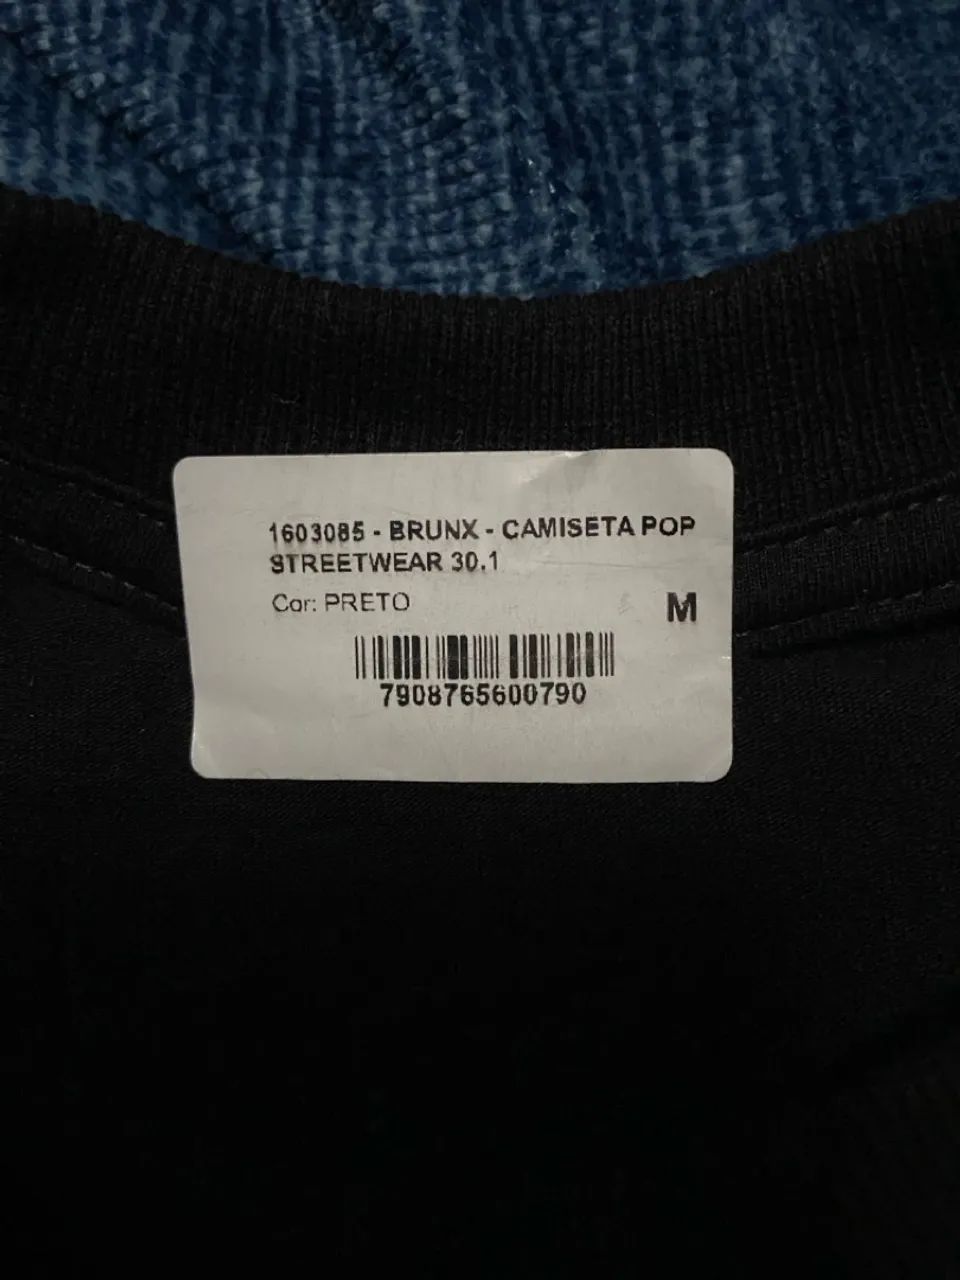 1603085 - BRUNX - CAMISETA POP
STREETWEAR 30.1
Cor: PRETO
M
7908765600790